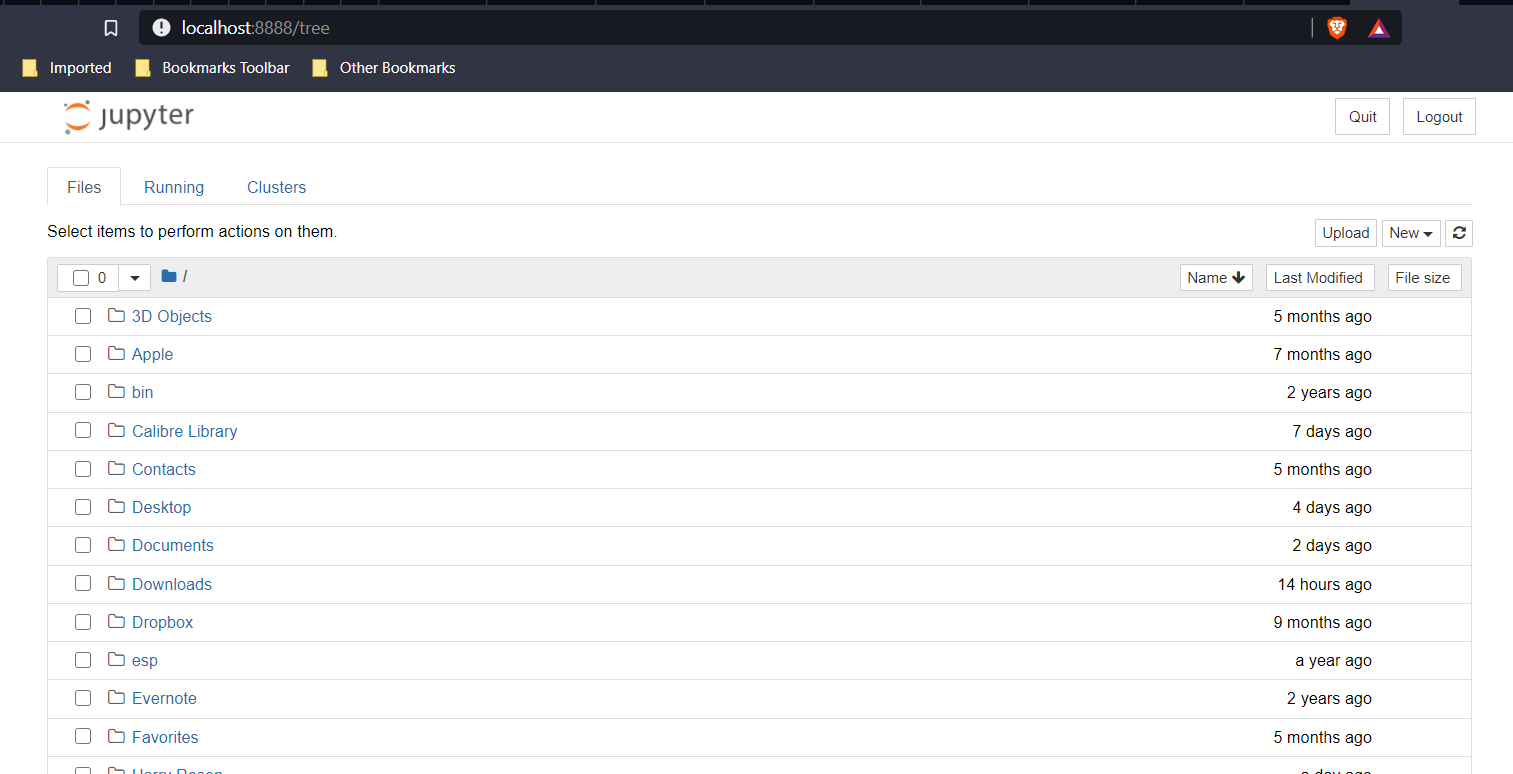 localhost:8888/tree
Imported Bookmarks Toolbar Other Bookmarks
jupyter Quit Logout
Files Running Clusters
Select items to perform actions on them. Upload New
0 / Name Last Modified File size
3D Objects 5 months ago
Apple 7 months ago
bin 2 years ago
Calibre Library 7 days ago
Contacts 5 months ago
Desktop 4 days ago
Documents 2 days ago
Downloads 14 hours ago
Dropbox 9 months ago
esp a year ago
Evernote 2 years ago
Favorites 5 months ago
a day ago